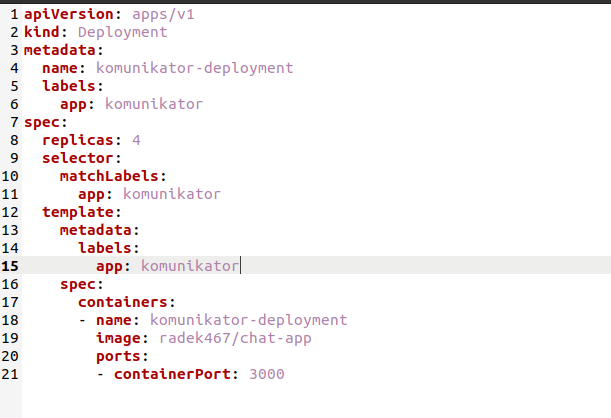 1 apiVersion: apps/v1
2 kind: Deployment
3 metadata:
4   name: komunikator-deployment
5   labels:
6     app: komunikator
7 spec:
8   replicas: 4
9   selector:
10     matchLabels:
11       app: komunikator
12   template:
13     metadata:
14       labels:
15         app: komunikator
16     spec:
17       containers:
18       - name: komunikator-deployment
19         image: radek467/chat-app
20         ports:
21         - containerPort: 3000